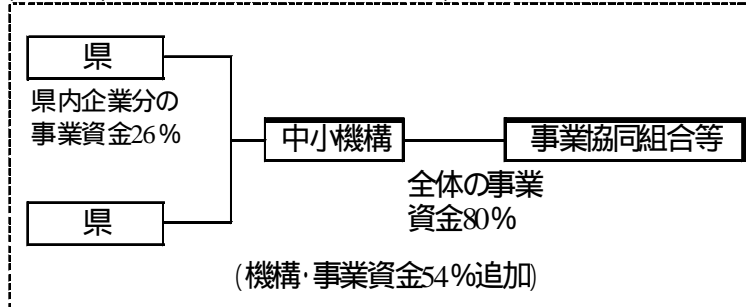 県
県内企業分の
事業資金26%
中小機構
事業協同組合等
全体の事業
資金80%
県
(機構・事業資金54%追加)